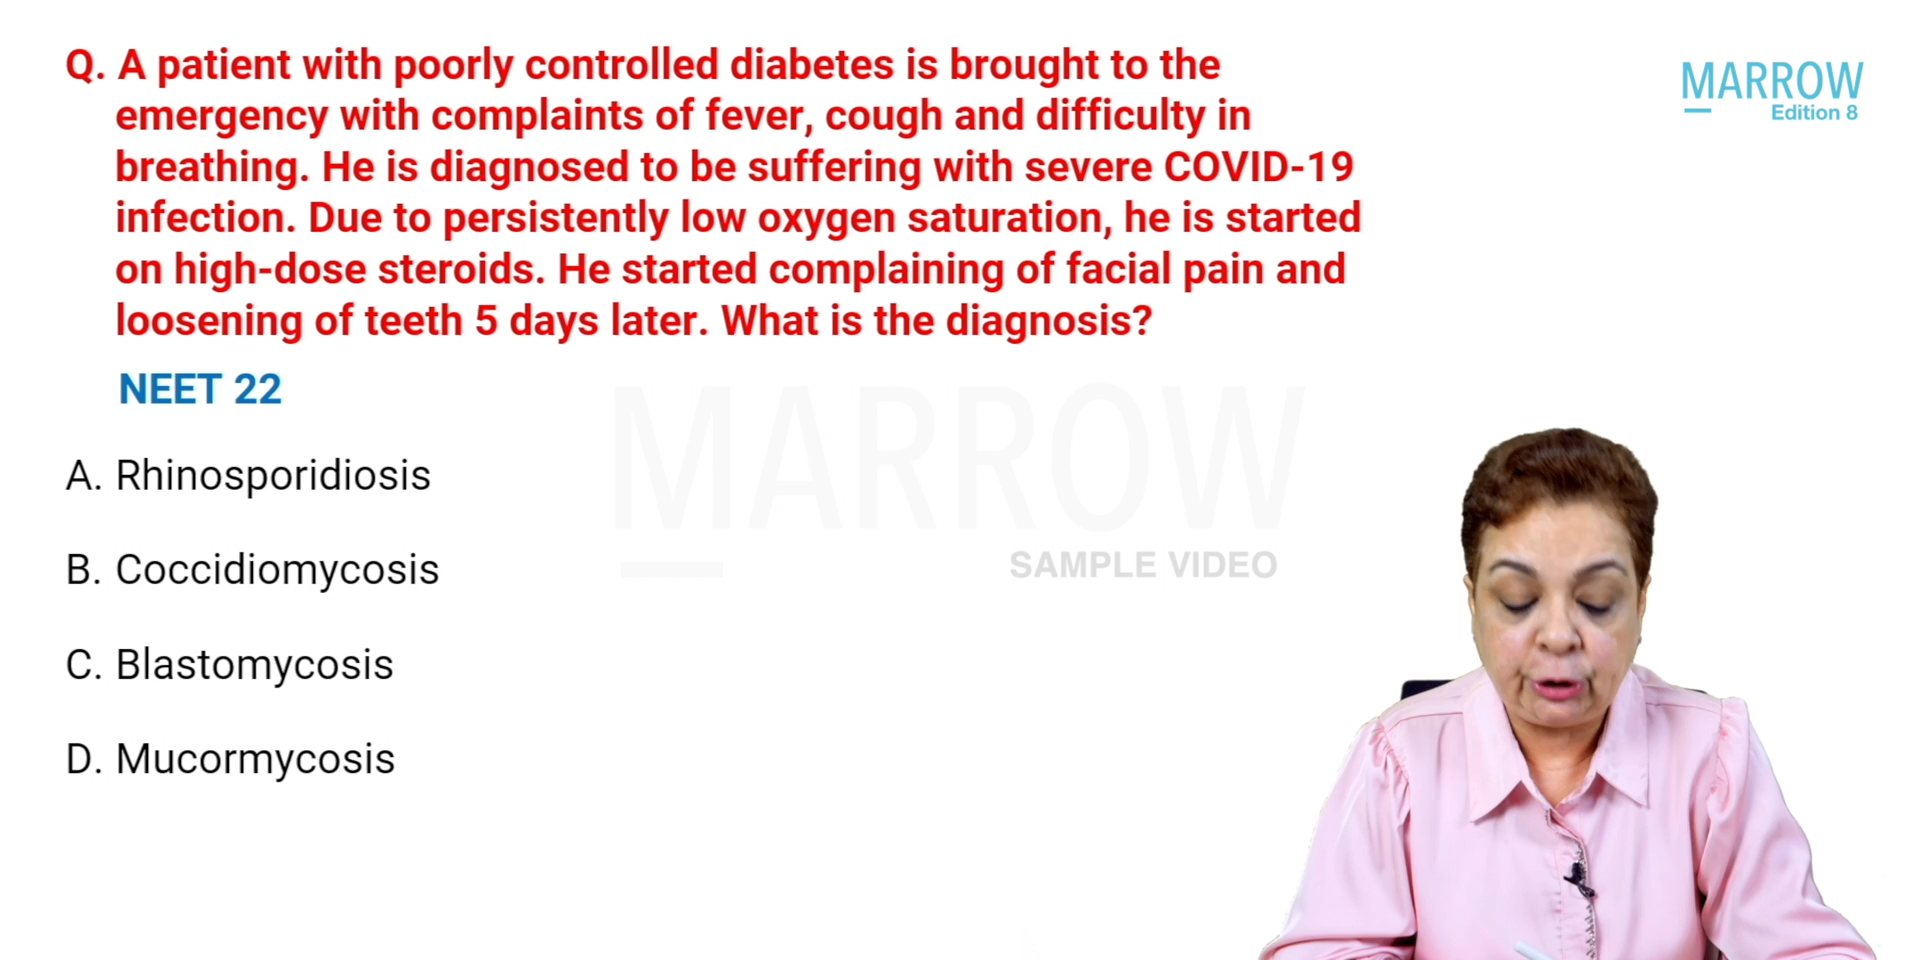 Q. A patient with poorly controlled diabetes is brought to the
emergency with complaints of fever, cough and difficulty in
breathing. He is diagnosed to be suffering with severe COVID-19
infection. Due to persistently low oxygen saturation, he is started
on high-dose steroids. He started complaining of facial pain and
loosening of teeth 5 days later. What is the diagnosis?
NEET 22
A. Rhinosporidiosis
B. Coccidiomycosis
C. Blastomycosis
D. Mucormycosis
MARROW
Edition 8
MARROW
SAMPLE VIDEO